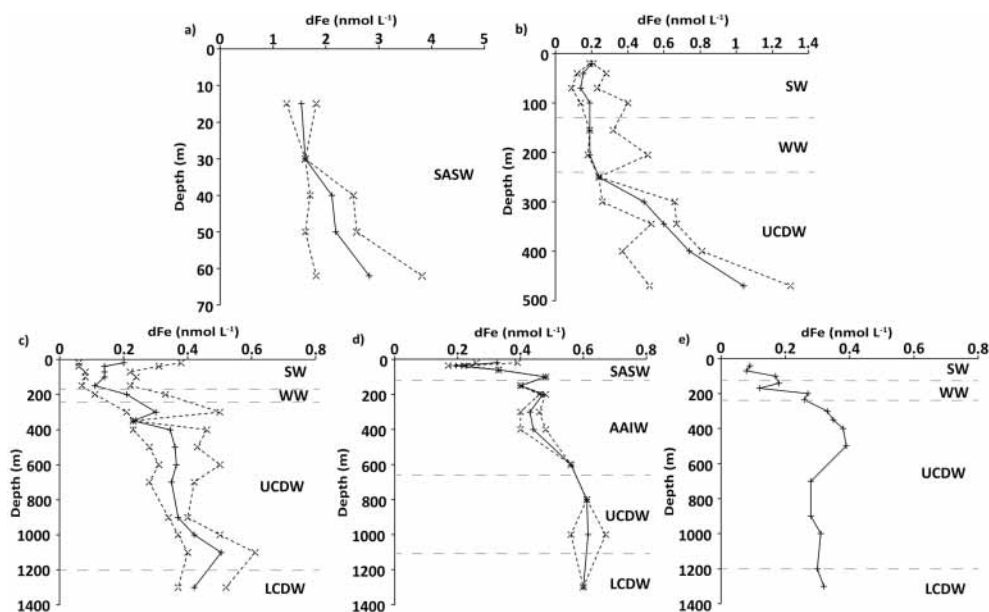 dFe (nmol L⁻¹)
a)
0 1 2 3 4 5
0
10
20
30
40
50
60
70
Depth (m)
SASW
dFe (nmol L⁻¹)
b)
0 0.2 0.4 0.6 0.8 1 1.2 1.4
0
100
200
300
400
500
Depth (m)
SW
WW
UCDW
dFe (nmol L⁻¹)
c)
0 0.2 0.4 0.6 0.8
0
200
400
600
800
1000
1200
1400
Depth (m)
SW
WW
UCDW
LCDW
dFe (nmol L⁻¹)
d)
0 0.2 0.4 0.6 0.8
0
200
400
600
800
1000
1200
1400
Depth (m)
SASW
AAIW
UCDW
LCDW
dFe (nmol L⁻¹)
e)
0 0.2 0.4 0.6 0.8
0
200
400
600
800
1000
1200
1400
Depth (m)
SW
WW
UCDW
LCDW